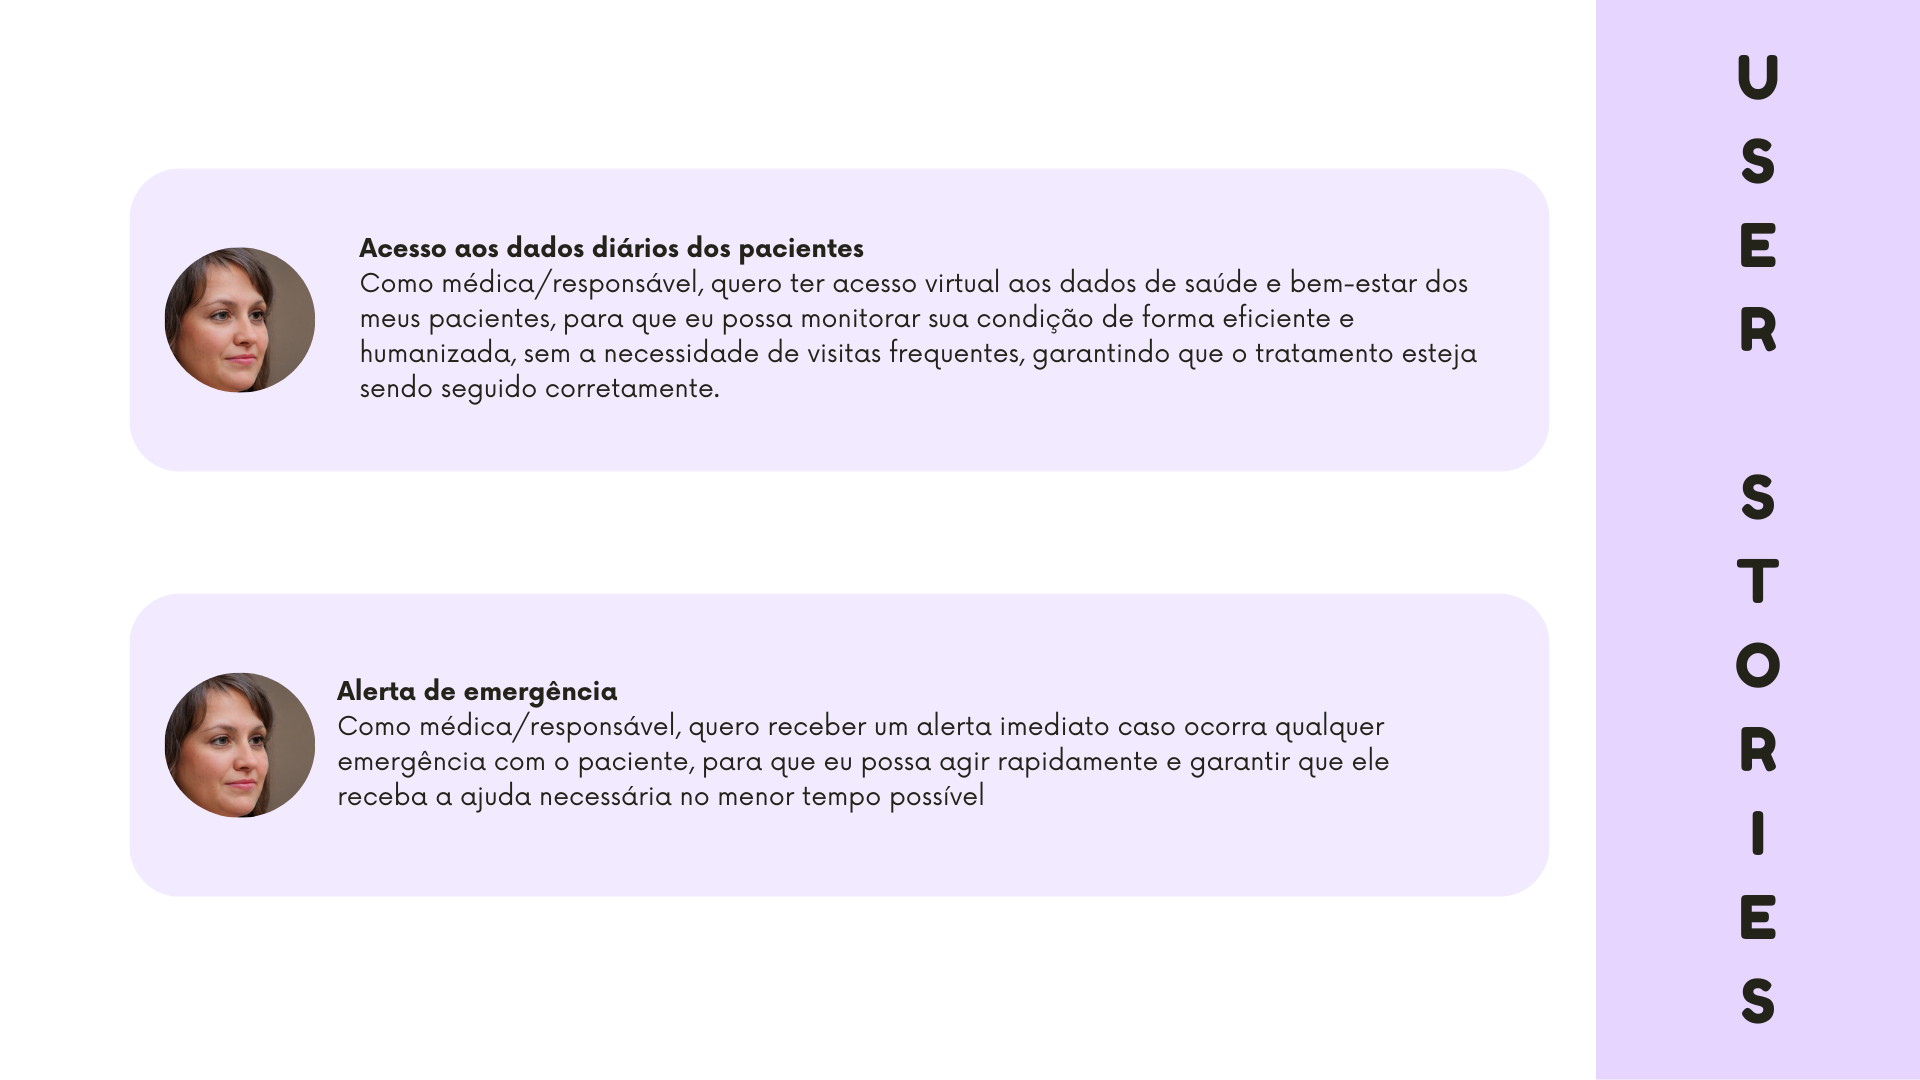 Acesso aos dados diários dos pacientes
Como médica/responsável, quero ter acesso virtual aos dados de saúde e bem-estar dos
meus pacientes, para que eu possa monitorar sua condição de forma eficiente e
humanizada, sem a necessidade de visitas frequentes, garantindo que o tratamento esteja
sendo seguido corretamente.
Alerta de emergência
Como médica/responsável, quero receber um alerta imediato caso ocorra qualquer
emergência com o paciente, para que eu possa agir rapidamente e garantir que ele
receba a ajuda necessária no menor tempo possível
USER STORIES